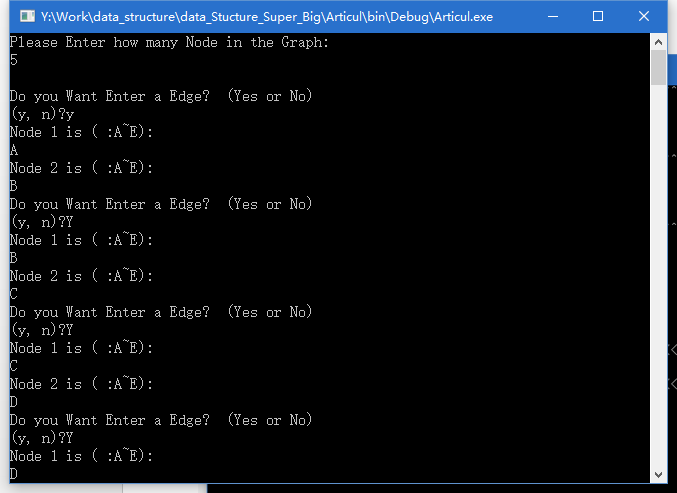 Y:\Work\data_structure\data_Stucture_Super_Big\Articul\bin\Debug\Articul.exe
Please Enter how many Node in the Graph:
5
Do you Want Enter a Edge?  (Yes or No)
(y, n)?y
Node 1 is ( :A~E):
A
Node 2 is ( :A~E):
B
Do you Want Enter a Edge?  (Yes or No)
(y, n)?Y
Node 1 is ( :A~E):
B
Node 2 is ( :A~E):
C
Do you Want Enter a Edge?  (Yes or No)
(y, n)?Y
Node 1 is ( :A~E):
C
Node 2 is ( :A~E):
D
Do you Want Enter a Edge?  (Yes or No)
(y, n)?Y
Node 1 is ( :A~E):
D